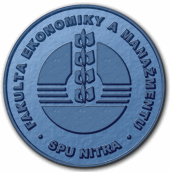 FAKULTA EKONOMIKY A MANAŽMENTU
SPU NITRA